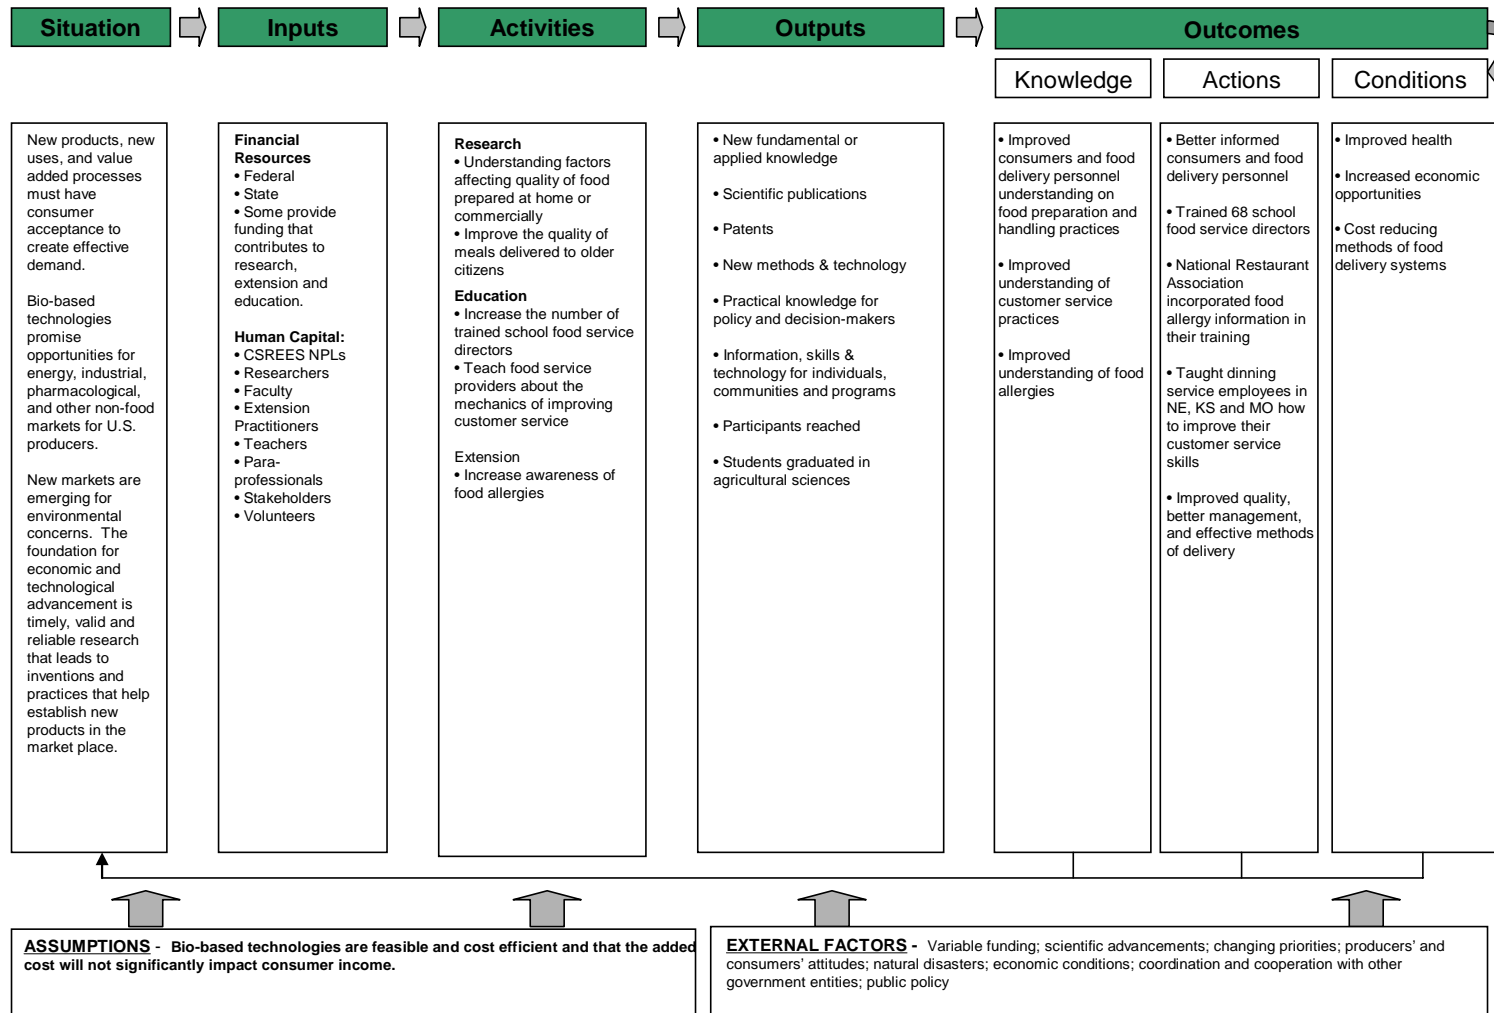 Situation
Inputs
Activities
Outputs
Outcomes
Knowledge
Actions
Conditions
New products, new
uses, and value
added processes
must have
consumer
acceptance to
create effective
demand.
Bio-based
technologies
promise
opportunities for
energy, industrial,
pharmacological,
and other non-food
markets for U.S.
producers.
New markets are
emerging for
environmental
concerns.  The
foundation for
economic and
technological
advancement is
timely, valid and
reliable research
that leads to
inventions and
practices that help
establish new
products in the
market place.
Financial
Resources
• Federal
• State
• Some provide
funding that
contributes to
research,
extension and
education.
Human Capital:
• CSREES NPLs
• Researchers
• Faculty
• Extension
Practitioners
• Teachers
• Para-
professionals
• Stakeholders
• Volunteers
Research
• Understanding factors
affecting quality of food
prepared at home or
commercially
• Improve the quality of
meals delivered to older
citizens
Education
• Increase the number of
trained school food service
directors
• Teach food service
providers about the
mechanics of improving
customer service
Extension
• Increase awareness of
food allergies
• New fundamental or
applied knowledge
• Scientific publications
• Patents
• New methods & technology
• Practical knowledge for
policy and decision-makers
• Information, skills &
technology for individuals,
communities and programs
• Participants reached
• Students graduated in
agricultural sciences
• Improved
consumers and food
delivery personnel
understanding on
food preparation and
handling practices
• Improved
understanding of
customer service
practices
• Improved
understanding of food
allergies
• Better informed
consumers and food
delivery personnel
• Trained 68 school
food service directors
• National Restaurant
Association
incorporated food
allergy information in
their training
• Taught dinning
service employees in
NE, KS and MO how
to improve their
customer service
skills
• Improved quality,
better management,
and effective methods
of delivery
• Improved health
• Increased economic
opportunities
• Cost reducing
methods of food
delivery systems
ASSUMPTIONS - Bio-based technologies are feasible and cost efficient and that the added
cost will not significantly impact consumer income.
EXTERNAL FACTORS - Variable funding; scientific advancements; changing priorities; producers' and
consumers' attitudes; natural disasters; economic conditions; coordination and cooperation with other
government entities; public policy